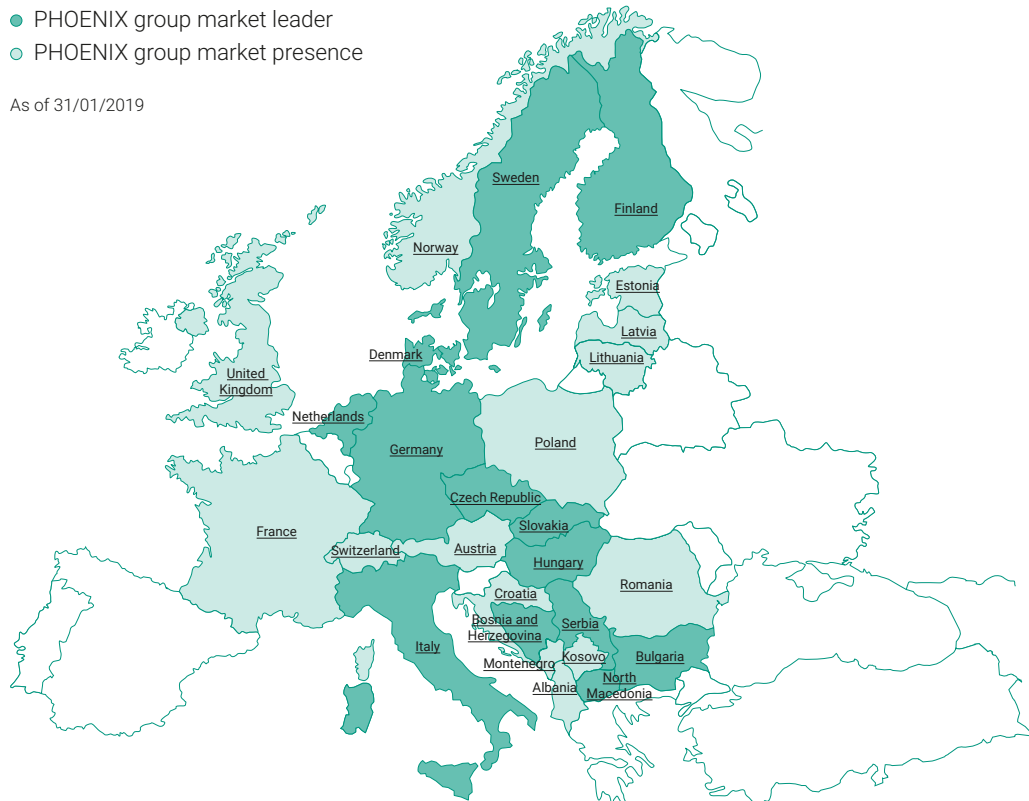 PHOENIX group market leader
PHOENIX group market presence
As of 31/01/2019
Sweden
Finland
Norway
Estonia
Latvia
Lithuania
Denmark
United
Kingdom
Netherlands
Germany
Poland
Czech Republic
France
Slovakia
Switzerland
Austria
Hungary
Romania
Croatia
Bosnia and
Herzegovina
Serbia
Italy
Montenegro
Kosovo
Bulgaria
Albania
North
Macedonia